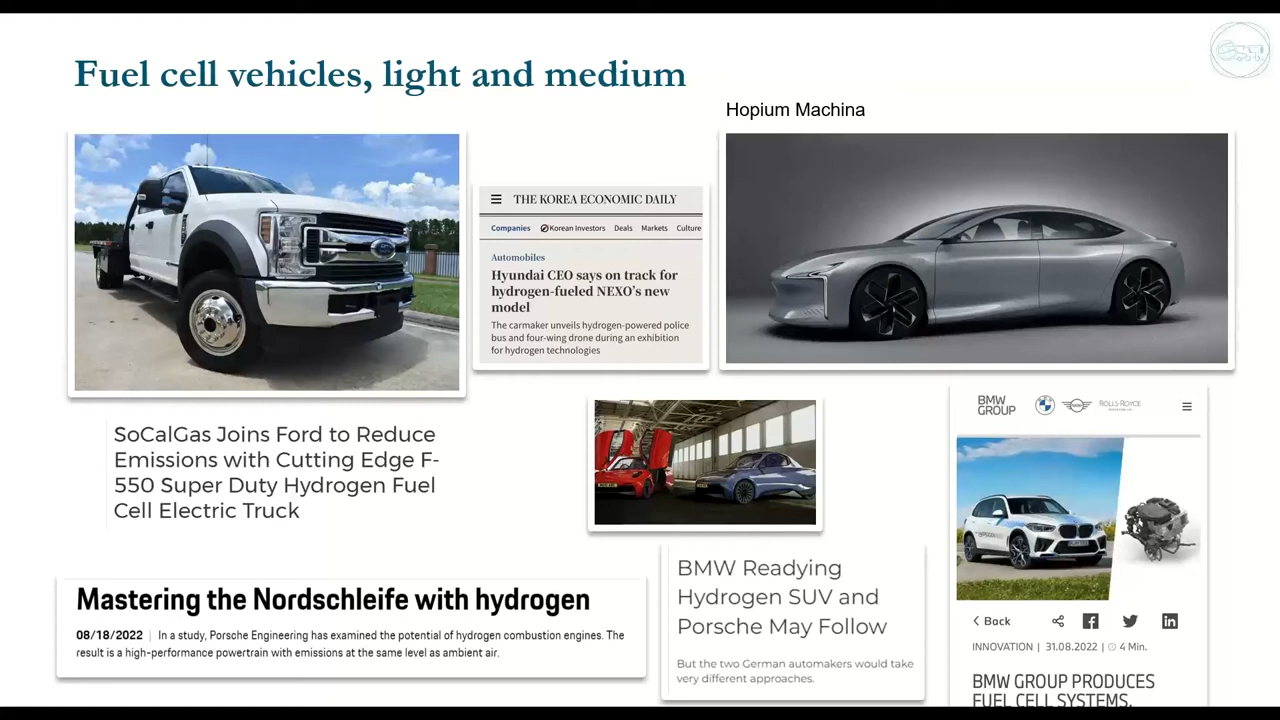 Fuel cell vehicles, light and medium
Hopium Machina
THE KOREA ECONOMIC DAILY
Companies Korean Investors Deals Markets Culture
Automobiles
Hyundai CEO says on track for
hydrogen-fueled NEXO's new
model
The carmaker unveils hydrogen-powered police
bus and four-wing drone during an exhibition
for hydrogen technologies
SoCalGas Joins Ford to Reduce
Emissions with Cutting Edge F-
550 Super Duty Hydrogen Fuel
Cell Electric Truck
Mastering the Nordschleife with hydrogen
08/18/2022 | In a study, Porsche Engineering has examined the potential of hydrogen combustion engines. The
result is a high-performance powertrain with emissions at the same level as ambient air.
BMW Readying
Hydrogen SUV and
Porsche May Follow
But the two German automakers would take
very different approaches.
BMW
GROUP
ROLLS-ROYCE
Back
INNOVATION | 31.08.2022 | 4 Min.
BMW GROUP PRODUCES
FUEL CELL SYSTEMS,